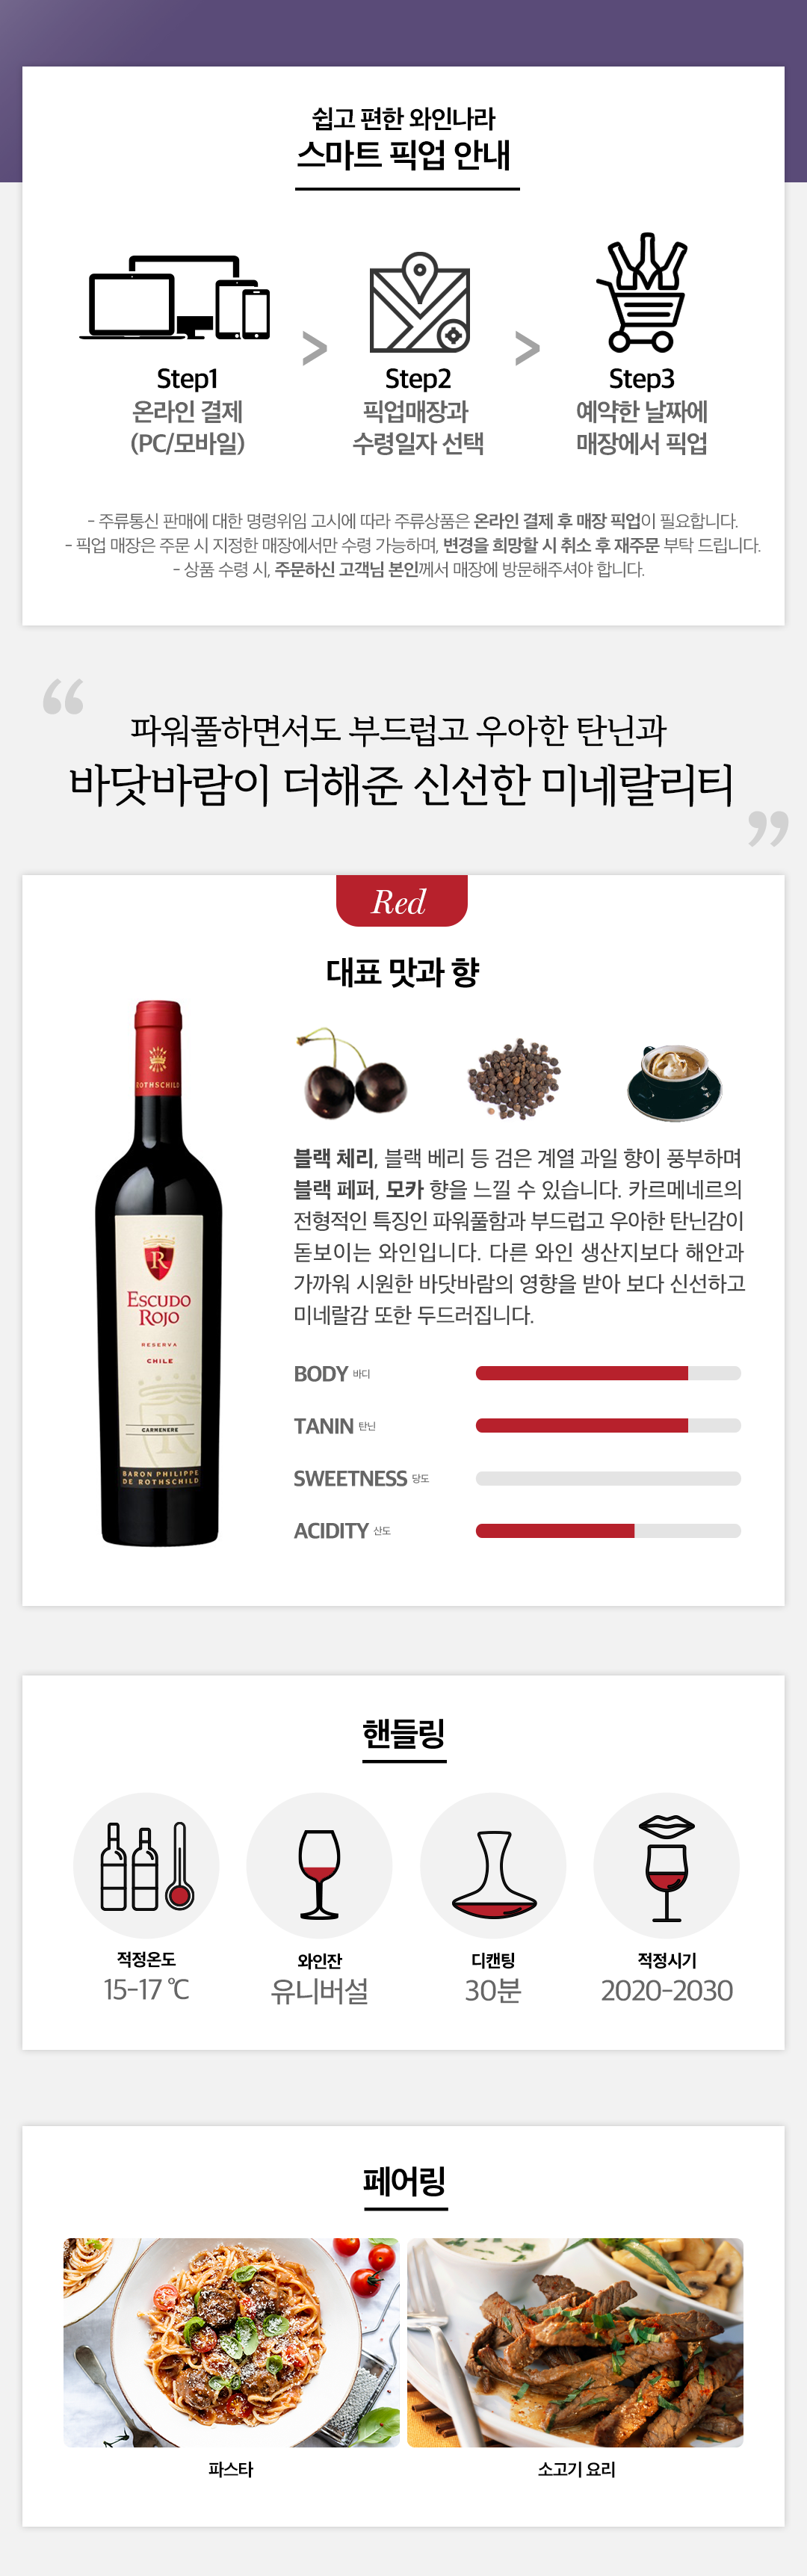 쉽고 편한 와인나라
스마트 픽업 안내
Step1
온라인 결제
(PC/모바일)
>
Step2
픽업매장과
수령일자 선택
>
Step3
예약한 날짜에
매장에서 픽업
- 주류통신 판매에 대한 명령위임 고시에 따라 주류상품은 온라인 결제 후 매장 픽업이 필요합니다.
- 픽업 매장은 주문 시 지정한 매장에서만 수령 가능하며, 변경을 희망할 시 취소 후 재주문 부탁 드립니다.
- 상품 수령 시, 주문하신 고객님 본인께서 매장에 방문해주셔야 합니다.
“
파워풀하면서도 부드럽고 우아한 탄닌과
바닷바람이 더해준 신선한 미네랄리티
”
Red
대표 맛과 향
ROTHSCHILD
R
ESCUDO
ROJO
RESERVA
CHILE
R
CARMENERE
BARON PHILIPPE
DE ROTHSCHILD
블랙 체리, 블랙 베리 등 검은 계열 과일 향이 풍부하며
블랙 페퍼, 모카 향을 느낄 수 있습니다. 카르메네르의
전형적인 특징인 파워풀함과 부드럽고 우아한 탄닌감이
돋보이는 와인입니다. 다른 와인 생산지보다 해안과
가까워 시원한 바닷바람의 영향을 받아 보다 신선하고
미네랄감 또한 두드러집니다.
BODY 바디
TANIN 탄닌
SWEETNESS 당도
ACIDITY 산도
핸들링
적정온도
15-17 ℃
와인잔
유니버설
디캔팅
30분
적정시기
2020-2030
페어링
파스타
소고기 요리